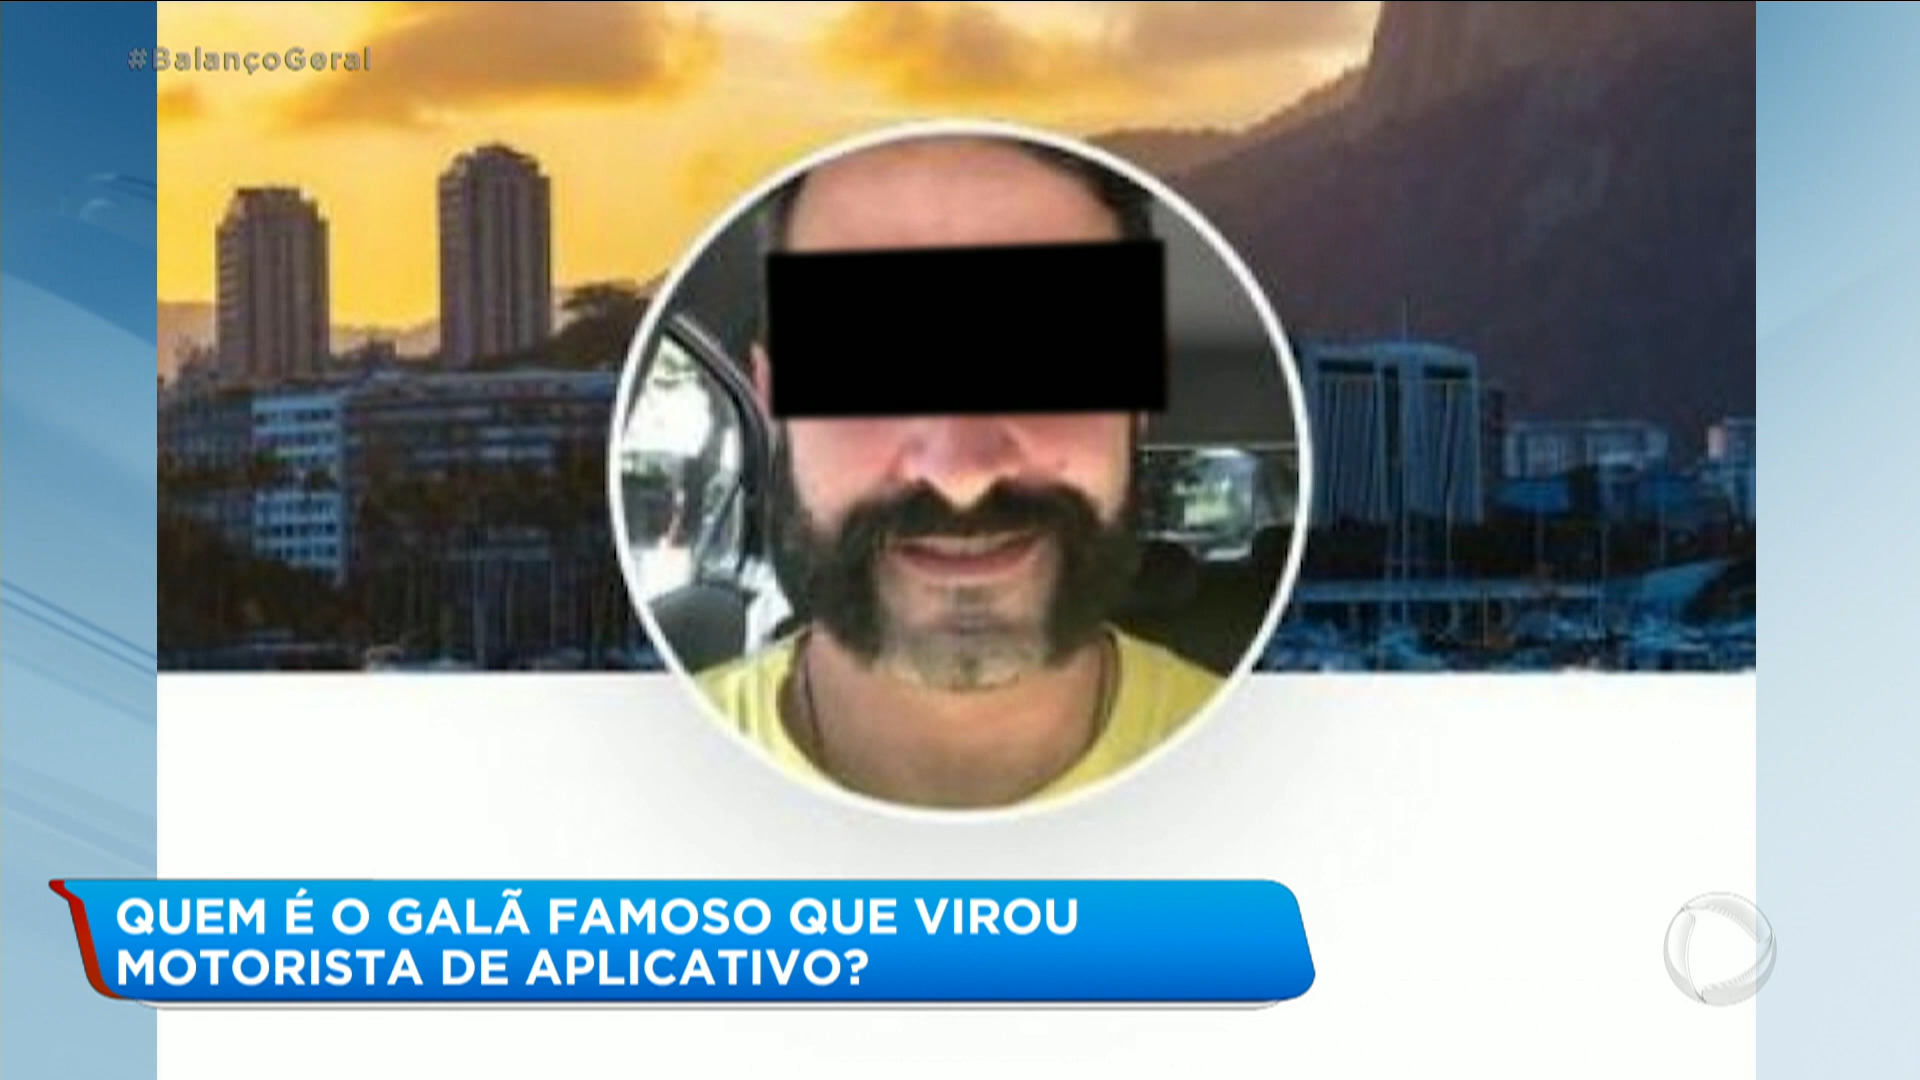 #BalançoGeral
QUEM É O GALÃ FAMOSO QUE VIROU
MOTORISTA DE APLICATIVO?